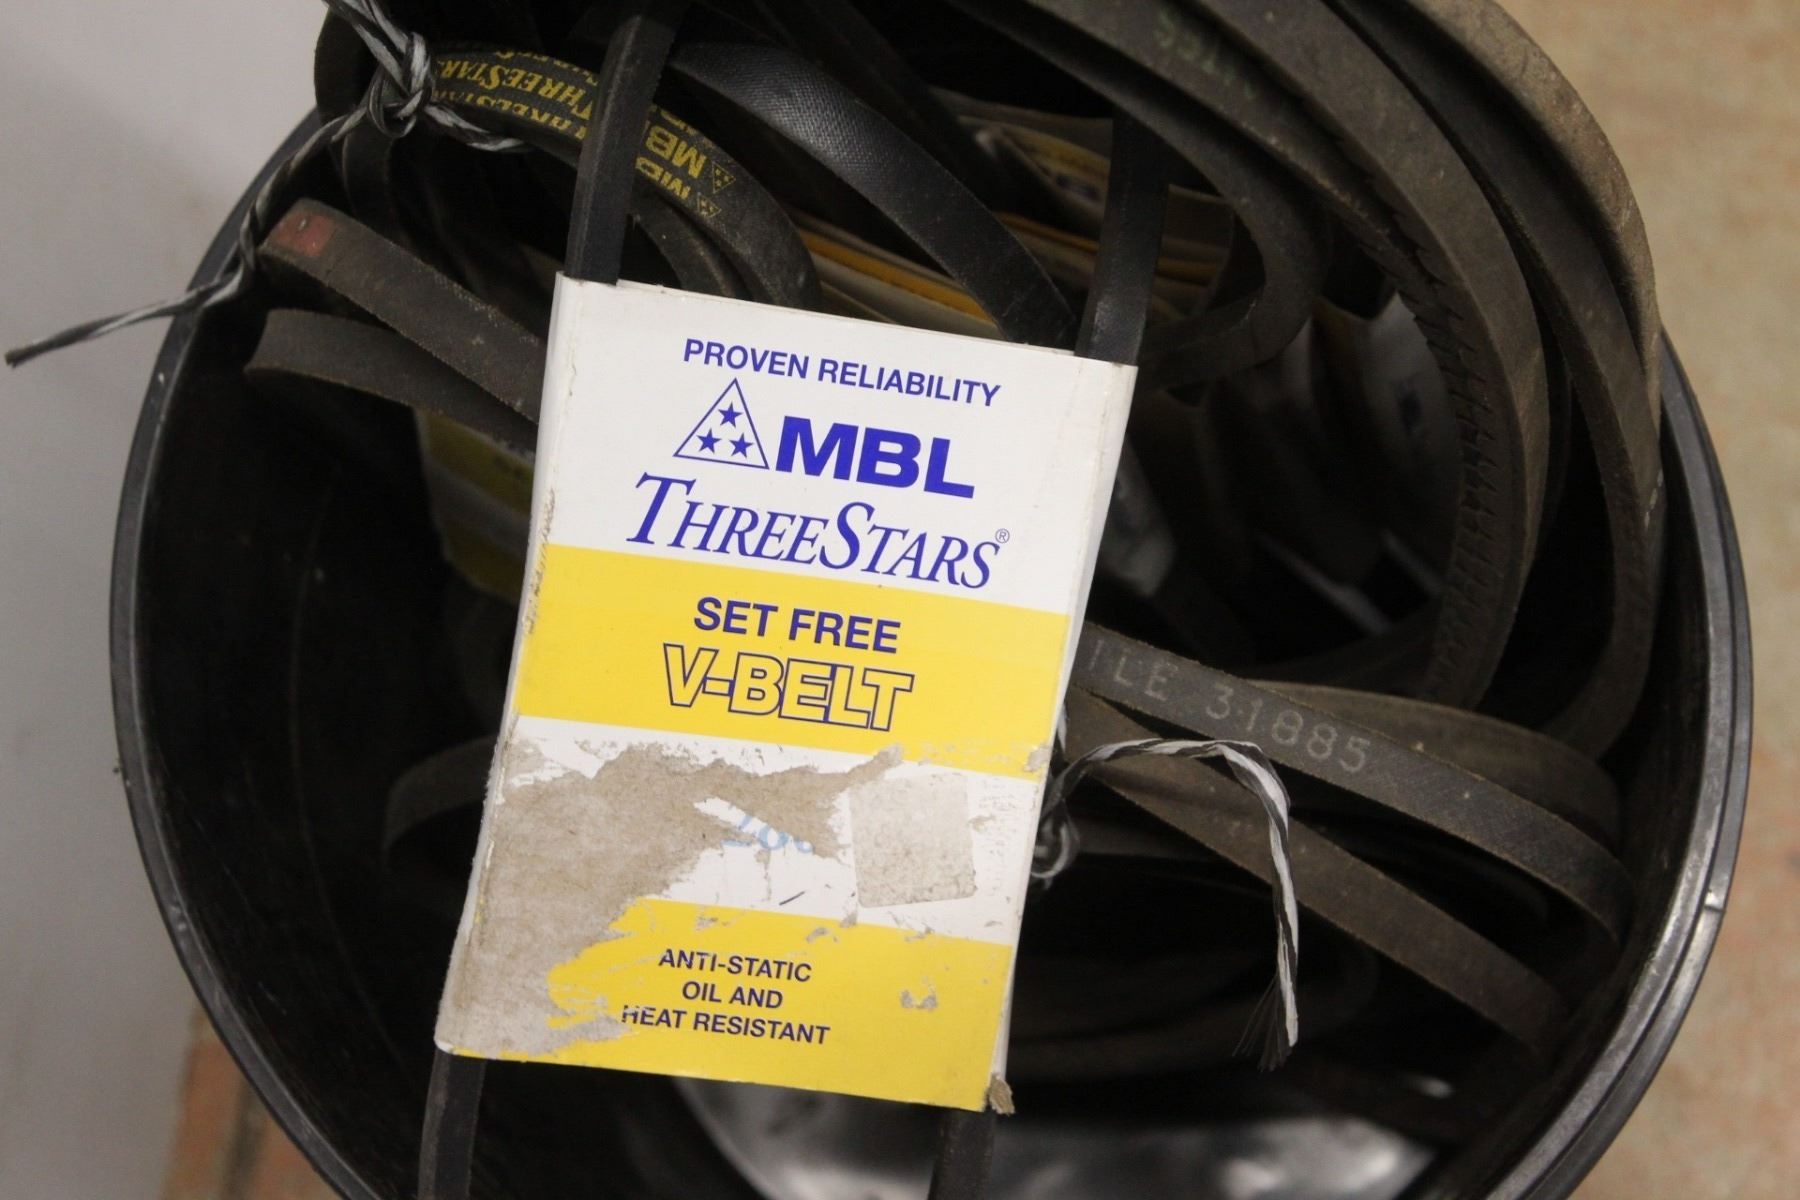 THREESTARS
MBL
PROVEN RELIABILITY
MBL
THREESTARS®
SET FREE
V-BELT
ILE 31885
ANTI-STATIC
OIL AND
HEAT RESISTANT